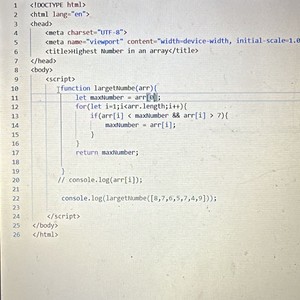 1 <!DOCTYPE html>
2 <html lang="en">
3 <head>
4 <meta charset="UTF-8">
5 <meta name="viewport" content="width=device-width, initial-scale=1.0
6 <title>Highest Number in an array</title>
7 </head>
8 <body>
9 <script>
10 function largetNumbe(arr){
11 let maxNumber = arr[0];
12 for(let i=1;i<arr.length;i++){
13 if(arr[i] < maxNumber && arr[i] > 7){
14 maxNumber = arr[i];
15 }
16 }
17 return maxNumber;
18
19 }
20 // console.log(arr[i]);
21
22 console.log(largetNumbe([8,7,6,5,7,4,9]));
23
24 </script>
25 </body>
26 </html>